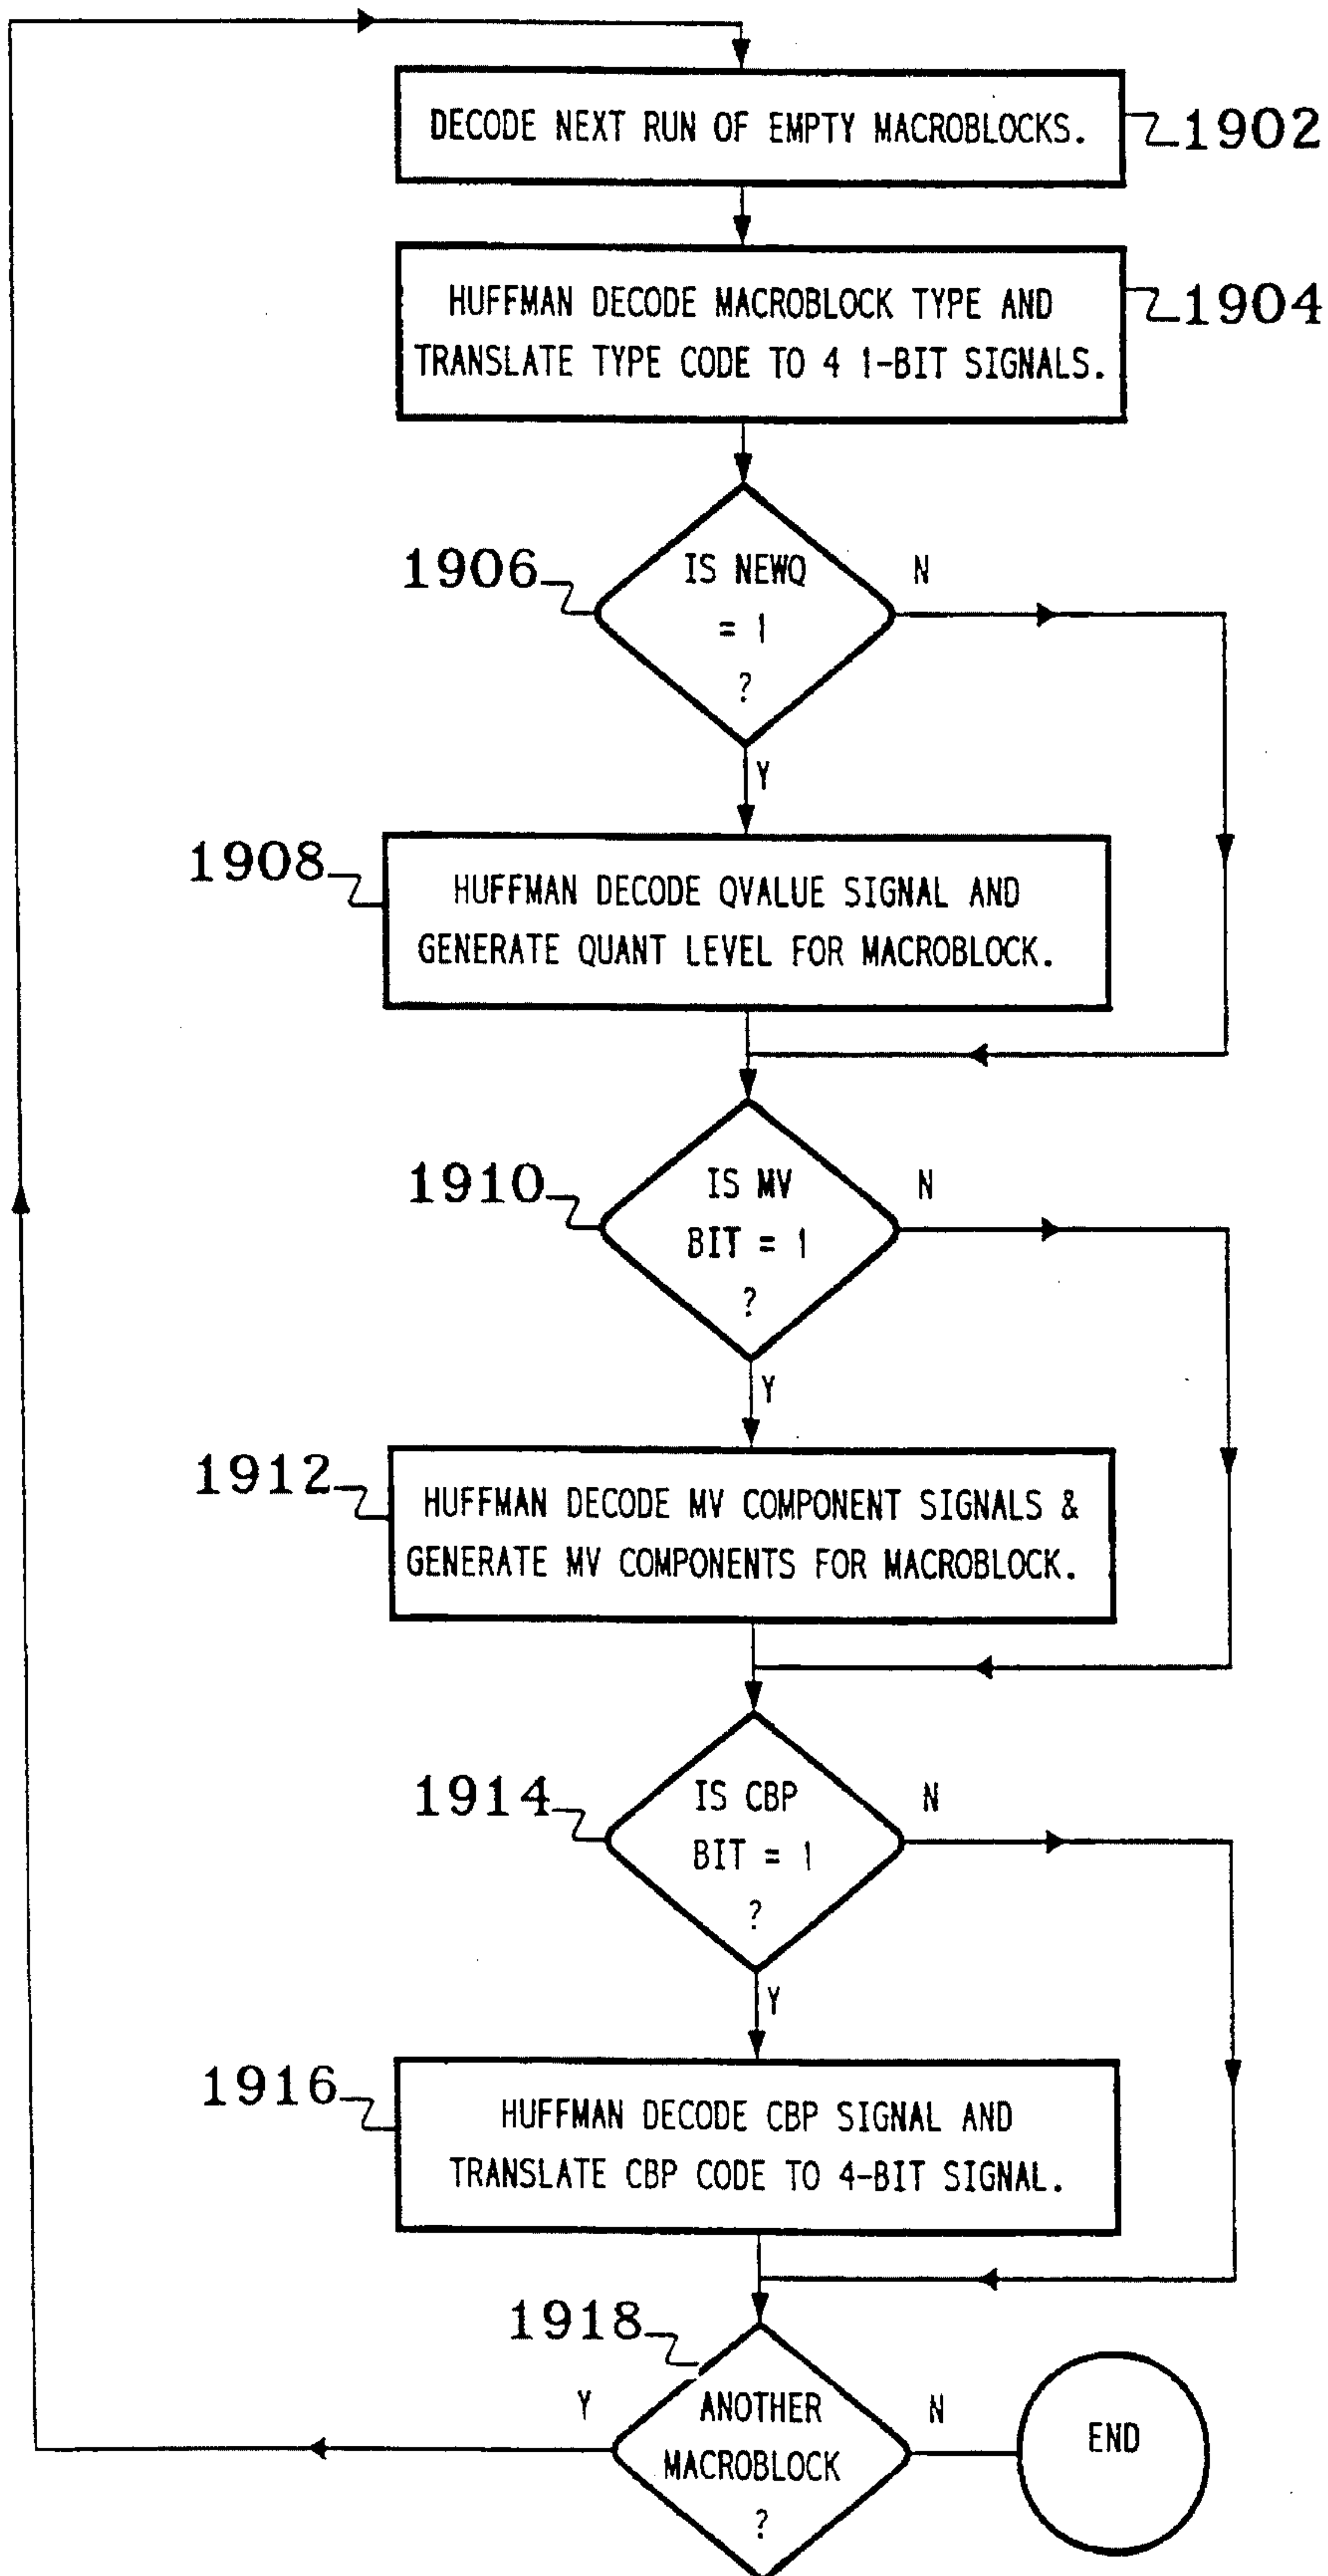 DECODE NEXT RUN OF EMPTY MACROBLOCKS.
1902
HUFFMAN DECODE MACROBLOCK TYPE AND
TRANSLATE TYPE CODE TO 4 1-BIT SIGNALS.
1904
1906
IS NEWQ
= 1
?
N
Y
1908
HUFFMAN DECODE QVALUE SIGNAL AND
GENERATE QUANT LEVEL FOR MACROBLOCK.
1910
IS MV
BIT = 1
?
N
Y
1912
HUFFMAN DECODE MV COMPONENT SIGNALS &
GENERATE MV COMPONENTS FOR MACROBLOCK.
1914
IS CBP
BIT = 1
?
N
Y
1916
HUFFMAN DECODE CBP SIGNAL AND
TRANSLATE CBP CODE TO 4-BIT SIGNAL.
1918
Y
ANOTHER
MACROBLOCK
?
N
END